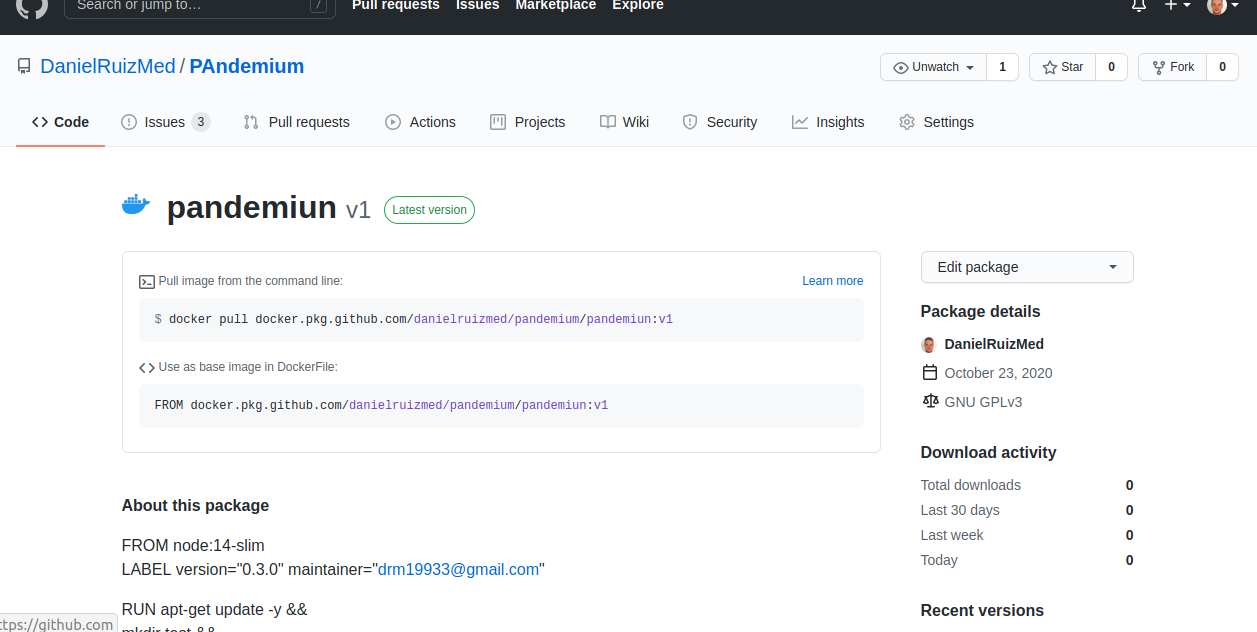 Search or jump to… /
Pull requests Issues Marketplace Explore
DanielRuizMed / PAndemium
Unwatch 1 Star 0 Fork 0
Code Issues 3 Pull requests Actions Projects Wiki Security Insights Settings
pandemiun v1 Latest version
Pull image from the command line: Learn more
$ docker pull docker.pkg.github.com/danielruizmed/pandemium/pandemiun:v1
Use as base image in DockerFile:
FROM docker.pkg.github.com/danielruizmed/pandemium/pandemiun:v1
Edit package
Package details
DanielRuizMed
October 23, 2020
GNU GPLv3
Download activity
Total downloads 0
Last 30 days 0
Last week 0
Today 0
Recent versions
About this package
FROM node:14-slim
LABEL version="0.3.0" maintainer="drm19933@gmail.com"
RUN apt-get update -y &&
mkdir test &&
ttps://github.com